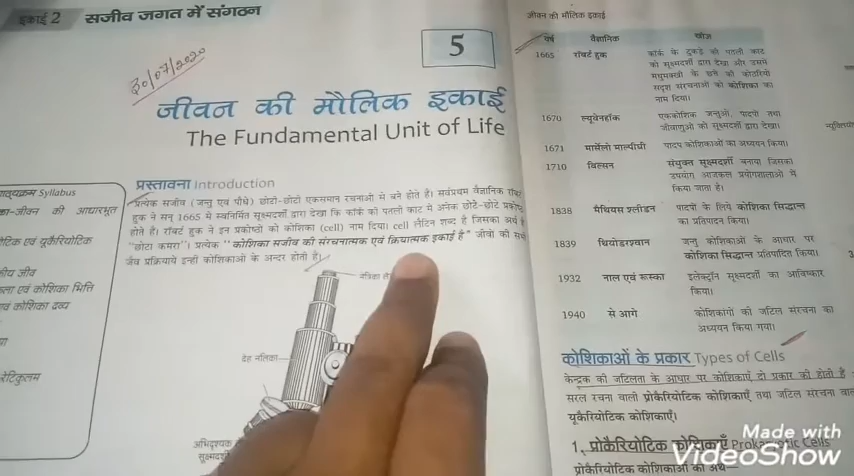 इकाई 2 सजीव जगत में संगठन
30/07/2020
5
जीवन की मौलिक इकाई
The Fundamental Unit of Life
Syllabus
जीवन की आधारभूत
एवं यूकैरियोटिक
जीव
कोशिका भित्ति
एवं कोशिका द्रव्य
प्रस्तावना Introduction
प्रत्येक सजीव (जन्तु एवं पौधे) छोटी-छोटी एकसमान रचनाओं से बने होते है। सर्वप्रथम वैज्ञानिक रॉबर्ट
हुक ने सन् 1665 में स्वनिर्मित सूक्ष्मदर्शी द्वारा देखा कि कॉर्क की पतली काट में अनेक छोटे-छोटे प्रकोष्ठ
होते है। रॉबर्ट हुक ने इन प्रकोष्ठों को कोशिका (cell) नाम दिया। cell लैटिन शब्द है जिसका अर्थ है
"छोटा कमरा"। प्रत्येक "कोशिका सजीव की संरचनात्मक एवं क्रियात्मक इकाई है" जीवों की सभी
जैव प्रक्रियायें इन्हीं कोशिकाओं के अन्दर होती है।
देह नलिका
अभिदृश्यक
जीवन की मौलिक इकाई
वर्ष वैज्ञानिक खोज
1665 रॉबर्ट हुक कॉर्क के टुकड़े की पतली काट
को सूक्ष्मदर्शी द्वारा देखा और उसमें
मधुमक्खी के छत्ते की कोठरियों
सदृश संरचनाओं को कोशिका का
नाम दिया।
1670 ल्यूवेनहॉक एककोशिक जन्तुओं, पादपों तथा
जीवाणुओं को सूक्ष्मदर्शी द्वारा देखा।
1671 मार्सेलो माल्पीघी पादप कोशिकाओं का अध्ययन किया।
1710 विल्सन संयुक्त सूक्ष्मदर्शी बनाया जिसका
उपयोग आजकल प्रयोगशालाओं में
किया जाता है।
1838 मैथियस श्लीडन पादपों के लिये कोशिका सिद्धान्त
का प्रतिपादन किया।
1839 थियोडरश्वान जन्तु कोशिकाओं के आधार पर
कोशिका सिद्धान्त प्रतिपादित किया।
1932 नाल एवं रूस्का इलेक्ट्रॉन सूक्ष्मदर्शी का आविष्कार
किया।
1940 से आगे कोशिकांगों की जटिल संरचना का
अध्ययन किया गया।
कोशिकाओं के प्रकार Types of Cells
केन्द्रक की जटिलता के आधार पर कोशिकाएँ दो प्रकार की होती है
सरल रचना वाली प्रोकैरियोटिक कोशिकाएँ तथा जटिल संरचना
यूकैरियोटिक कोशिकाएँ।
1. प्रोकैरियोटिक कोशिकाएँ Prokaryotic Cells
प्रोकैरियोटिक कोशिकाओं का अर्थ
Made with
VideoShow